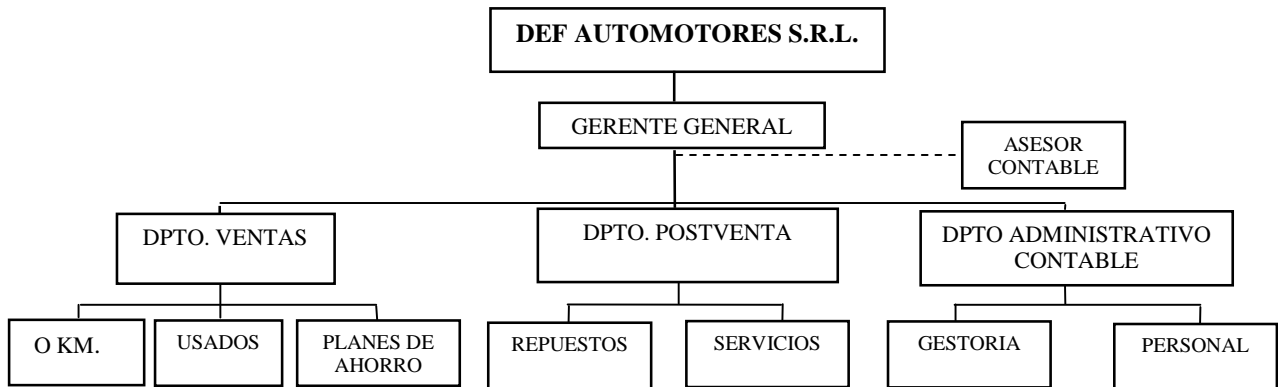 DEF AUTOMOTORES S.R.L.
GERENTE GENERAL
ASESOR
CONTABLE
DPTO. VENTAS
DPTO. POSTVENTA
DPTO ADMINISTRATIVO
CONTABLE
O KM.
USADOS
PLANES DE
AHORRO
REPUESTOS
SERVICIOS
GESTORIA
PERSONAL